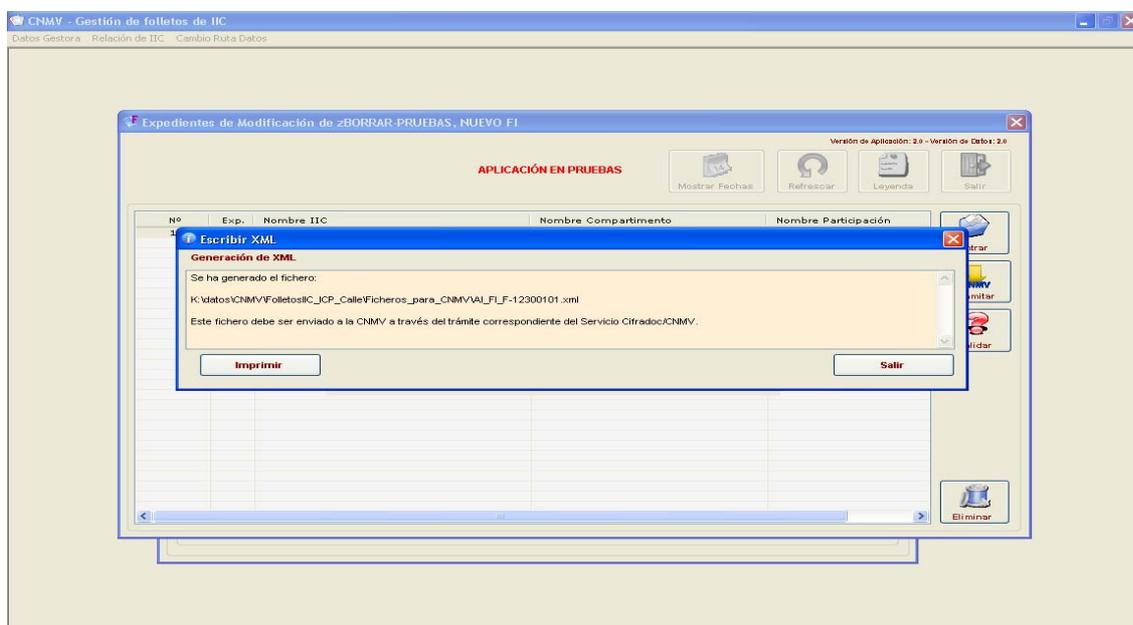 CNMV - Gestión de folletos de IIC
Datos Gestora Relación de IIC Cambio Ruta Datos
Expedientes de Modificación de zBORRAR-PRUEBAS, NUEVO FI
Versión de Aplicación: 2.0 - Versión de Datos: 2.0
APLICACIÓN EN PRUEBAS
Mostrar Fechas Refrescar Leyenda Salir
Nº Exp. Nombre IIC Nombre Compartimento Nombre Participación
1
Escribir XML
Generación de XML
Se ha generado el fichero:
K:\datos\CNMV\FolletosIIC_ICP_Calle\Ficheros_para_CNMV\AI_FI_F-12300101.xml
Este fichero debe ser enviado a la CNMV a través del trámite correspondiente del Servicio Cifradoc/CNMV.
Imprimir Salir
Eliminar